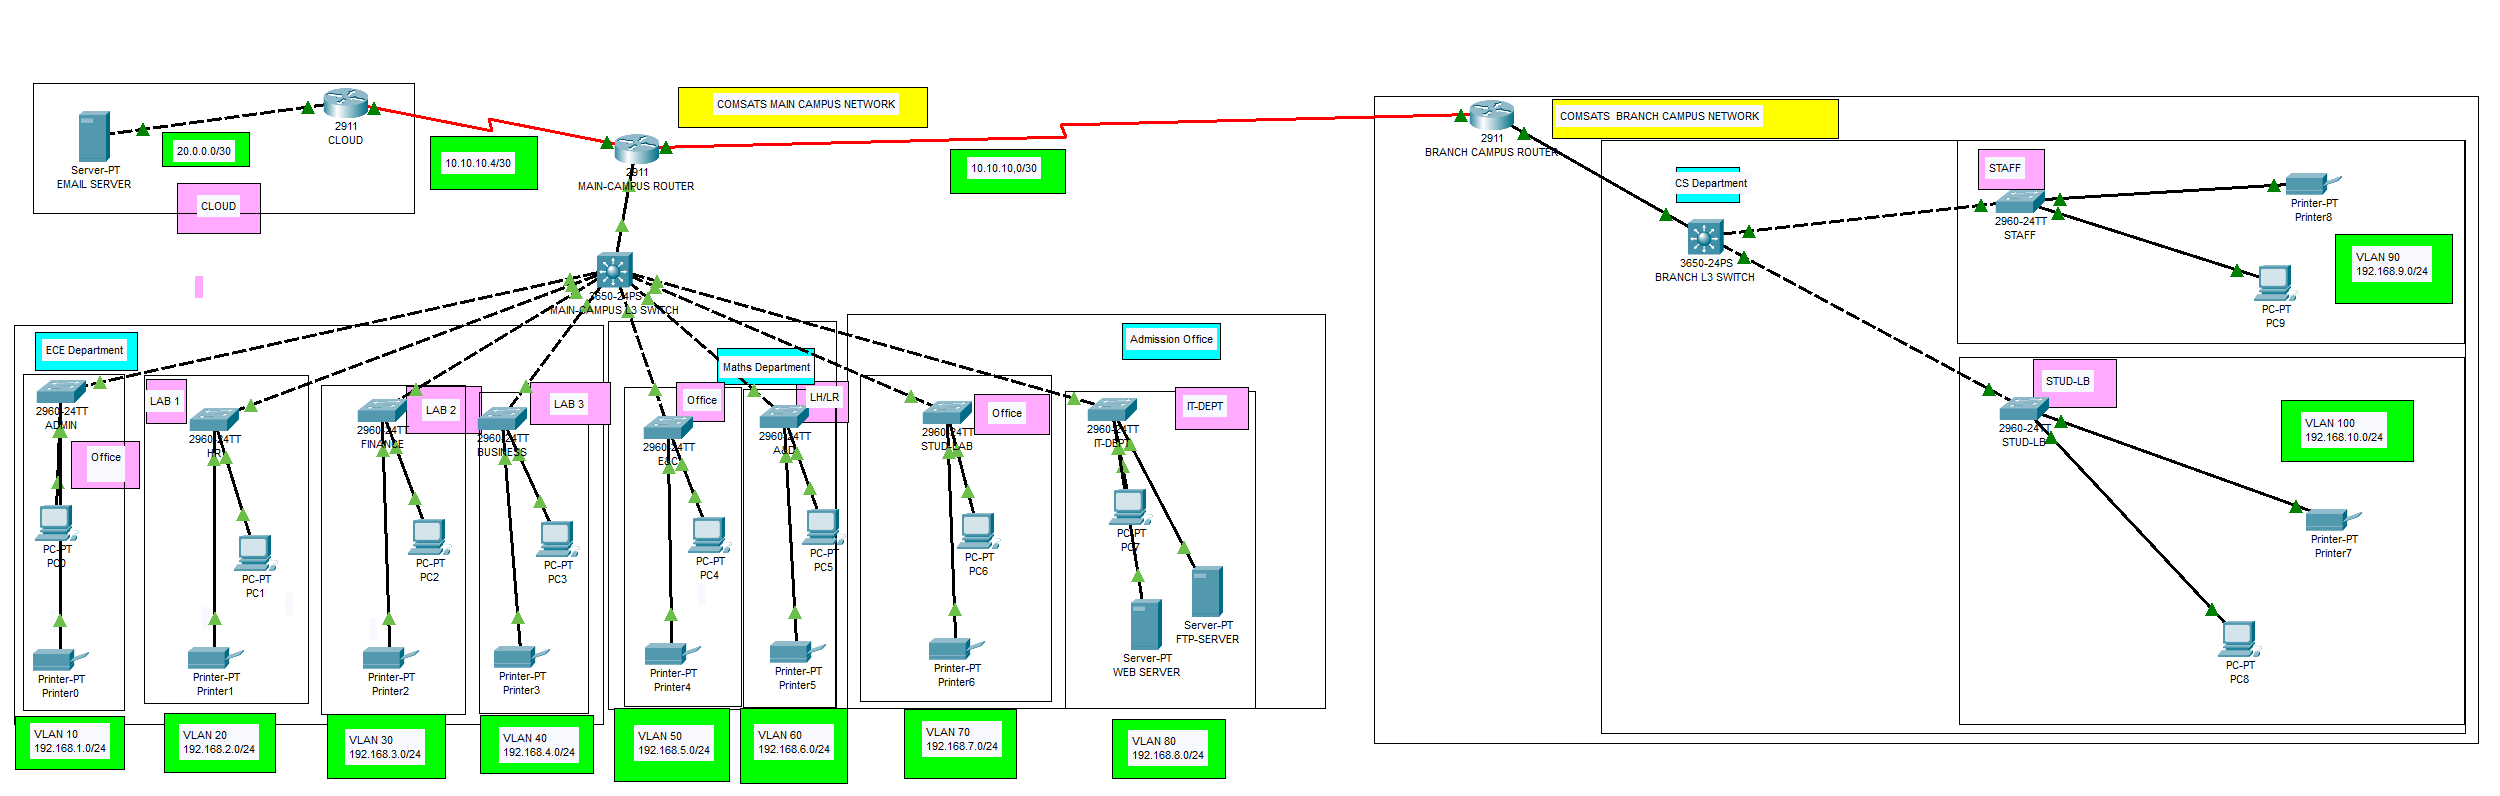 COMSATS MAIN CAMPUS NETWORK
COMSATS  BRANCH CAMPUS NETWORK
2911
CLOUD
20.0.0.0/30
Server-PT
EMAIL SERVER
CLOUD
10.10.10.4/30
2911
MAIN-CAMPUS ROUTER
10.10.10,0/30
2911
BRANCH CAMPUS ROUTER
CS Department
STAFF
2960-24TT
STAFF
Printer-PT
Printer8
VLAN 90
192.168.9.0/24
3650-24PS
BRANCH L3 SWITCH
PC-PT
PC9
3650-24PS
MAIN-CAMPUS L3 SWITCH
ECE Department
Maths Department
Admission Office
2960-24TT
ADMIN
Office
PC-PT
PC0
Printer-PT
Printer0
VLAN 10
192.168.1.0/24
LAB 1
2960-24TT
HR
PC-PT
PC1
Printer-PT
Printer1
VLAN 20
192.168.2.0/24
LAB 2
2960-24TT
FINANCE
PC-PT
PC2
Printer-PT
Printer2
VLAN 30
192.168.3.0/24
LAB 3
2960-24TT
BUSINESS
PC-PT
PC3
Printer-PT
Printer3
VLAN 40
192.168.4.0/24
Office
2960-24TT
E&C
PC-PT
PC4
Printer-PT
Printer4
VLAN 50
192.168.5.0/24
LH/LR
2960-24TT
A&D
PC-PT
PC5
Printer-PT
Printer5
VLAN 60
192.168.6.0/24
Office
2960-24TT
STUD-LAB
PC-PT
PC6
Printer-PT
Printer6
VLAN 70
192.168.7.0/24
IT-DEPT
2960-24TT
IT-DEPT
PC-PT
PC7
Server-PT
FTP-SERVER
Server-PT
WEB SERVER
VLAN 80
192.168.8.0/24
STUD-LB
2960-24TT
STUD-LB
VLAN 100
192.168.10.0/24
Printer-PT
Printer7
PC-PT
PC8